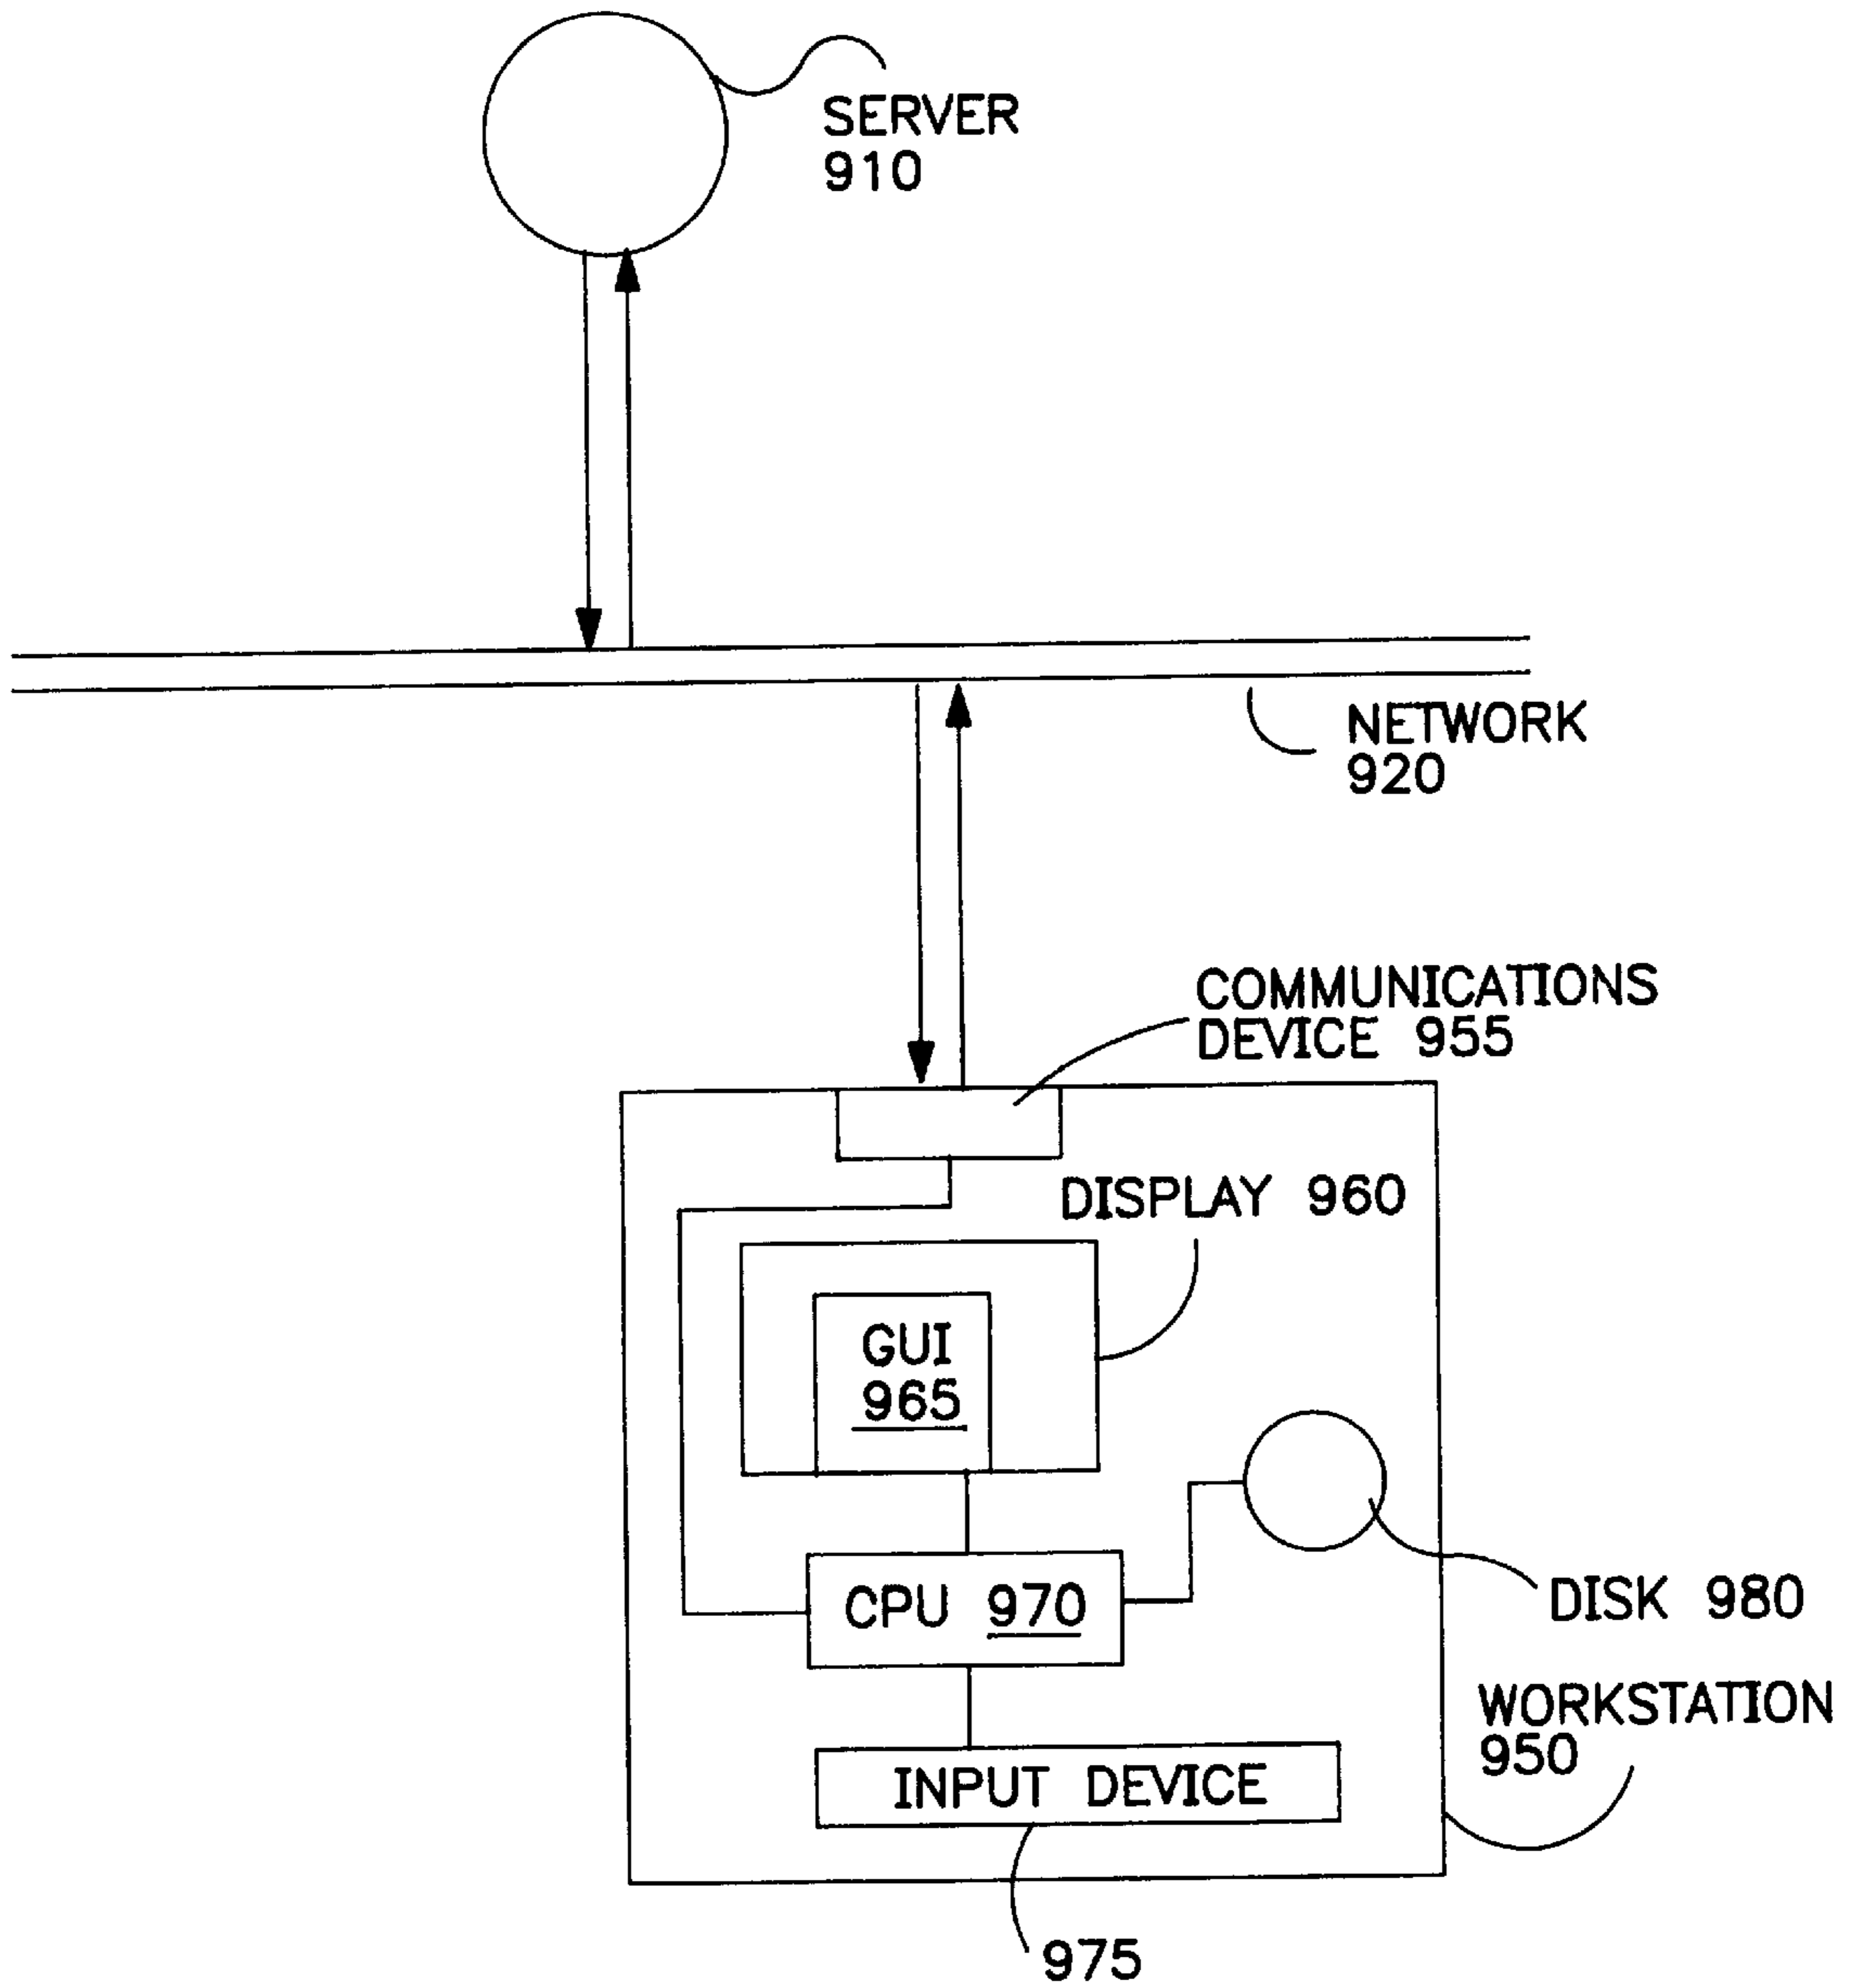 SERVER
910
NETWORK
920
COMMUNICATIONS
DEVICE 955
DISPLAY 960
GUI
965
CPU 970
DISK 980
WORKSTATION
950
INPUT DEVICE
975